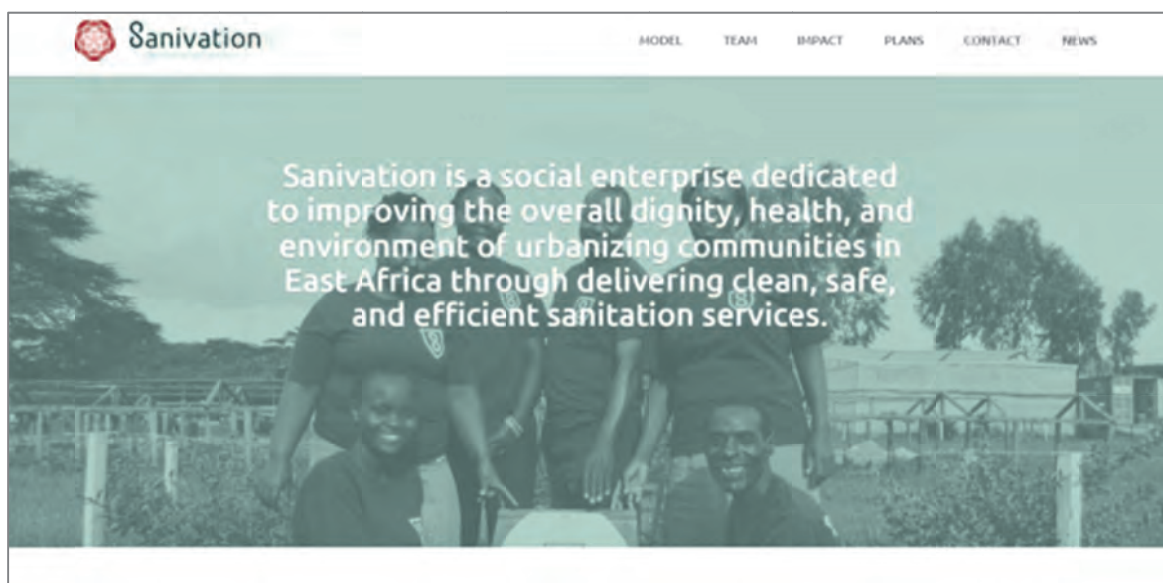 Sanivation
MODEL TEAM IMPACT PLANS CONTACT NEWS
Sanivation is a social enterprise dedicated
to improving the overall dignity, health, and
environment of urbanizing communities in
East Africa through delivering clean, safe,
and efficient sanitation services.